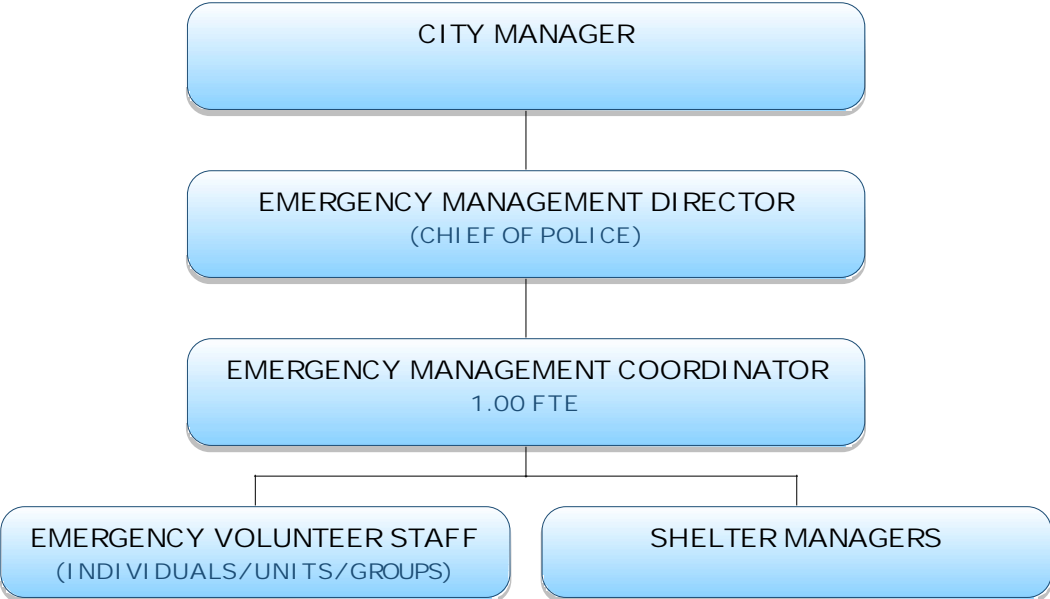 CITY MANAGER
EMERGENCY MANAGEMENT DIRECTOR
(CHIEF OF POLICE)
EMERGENCY MANAGEMENT COORDINATOR
1.00 FTE
EMERGENCY VOLUNTEER STAFF
(INDIVIDUALS/UNITS/GROUPS)
SHELTER MANAGERS